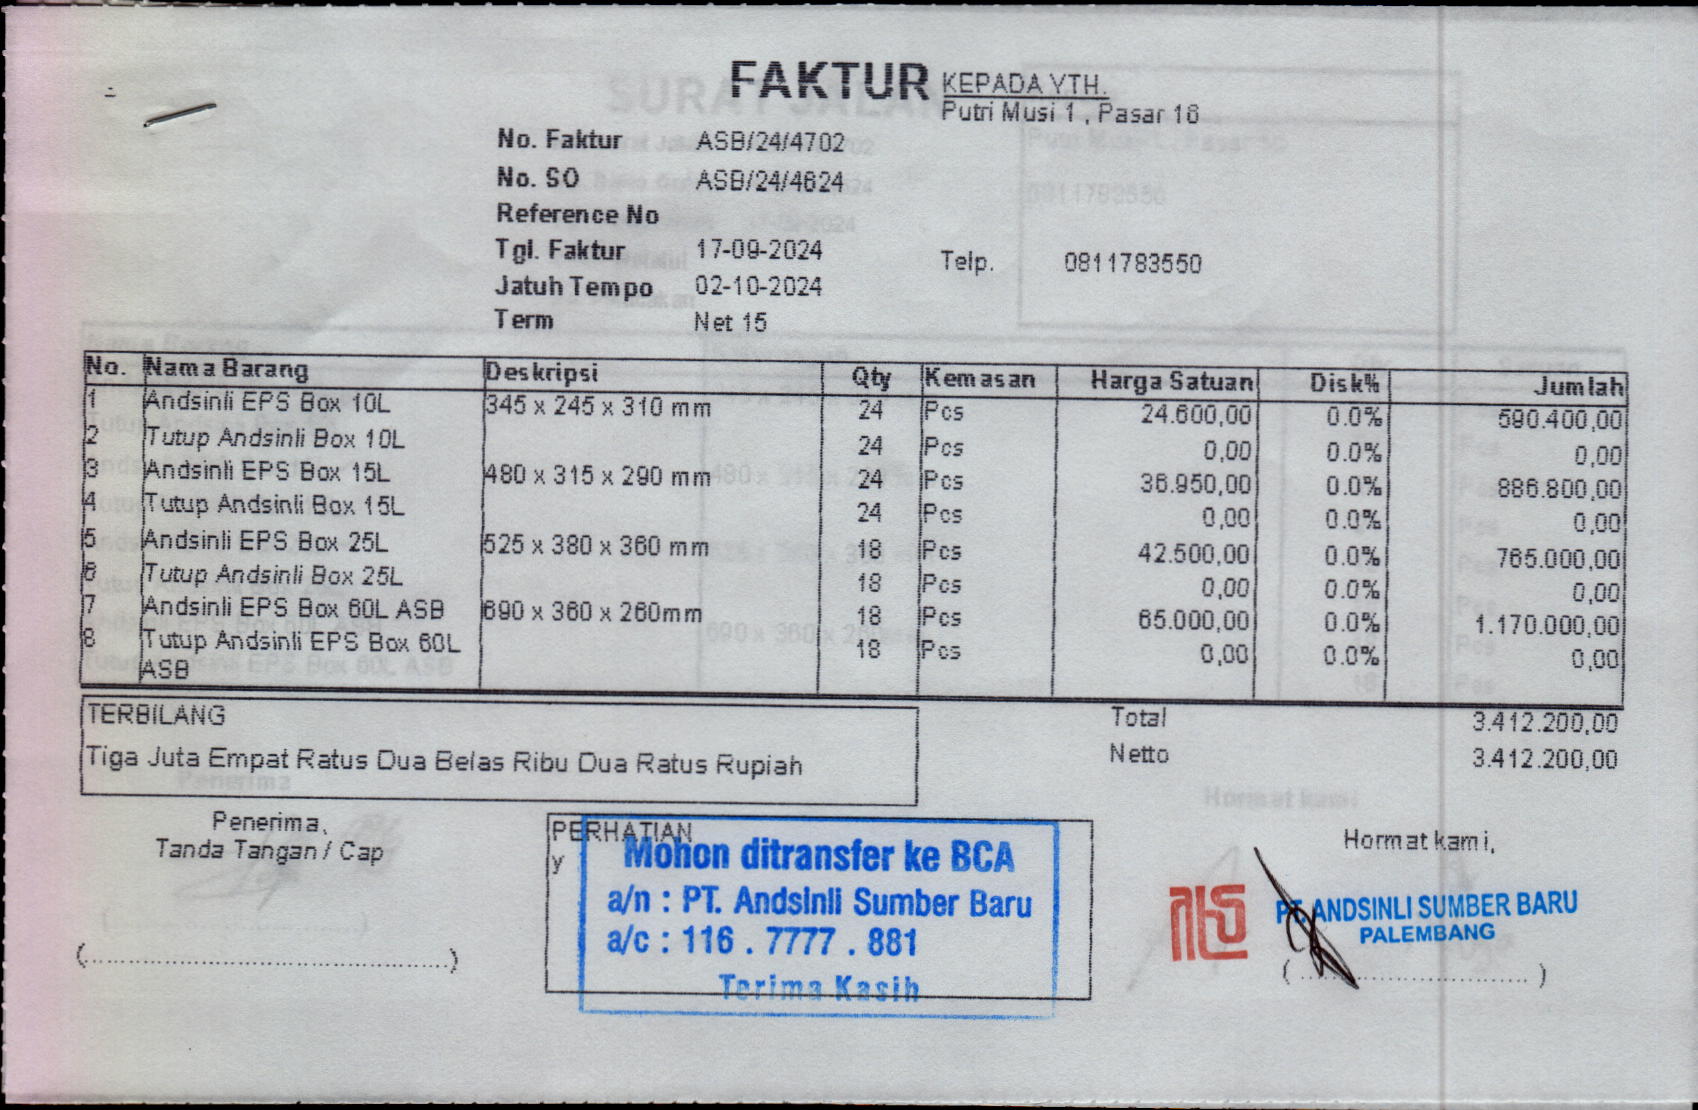 FAKTUR
KEPADA YTH.
Putri Musi 1 , Pasar 16
No. Faktur ASB/24/4702
No. SO ASB/24/4624
Reference No
Tgl. Faktur 17-09-2024
Telp. 0811783550
Jatuh Tempo 02-10-2024
Term Net 15
No. Nama Barang Deskripsi Qty Kemasan Harga Satuan Disk% Jumlah
1 Andsinli EPS Box 10L 345 x 245 x 310 mm 24 Pcs 24.600,00 0.0% 590.400,00
2 Tutup Andsinli Box 10L 24 Pcs 0,00 0.0% 0,00
3 Andsinli EPS Box 15L 480 x 315 x 290 mm 24 Pcs 36.950,00 0.0% 886.800,00
4 Tutup Andsinli Box 15L 24 Pcs 0,00 0.0% 0,00
5 Andsinli EPS Box 25L 525 x 380 x 360 mm 18 Pcs 42.500,00 0.0% 765.000,00
6 Tutup Andsinli Box 25L 18 Pcs 0,00 0.0% 0,00
7 Andsinli EPS Box 60L ASB 690 x 360 x 260mm 18 Pcs 65.000,00 0.0% 1.170.000,00
8 Tutup Andsinli EPS Box 60L 18 Pcs 0,00 0.0% 0,00
ASB
TERBILANG
Tiga Juta Empat Ratus Dua Belas Ribu Dua Ratus Rupiah
Total 3.412.200,00
Netto 3.412.200,00
Penerima,
Tanda Tangan / Cap
(..........................................)
PERHATIAN
y
Mohon ditransfer ke BCA
a/n : PT. Andsinli Sumber Baru
a/c : 116 . 7777 . 881
Terima Kasih
Hormat kami,
PT. ANDSINLI SUMBER BARU
PALEMBANG
(..............................)